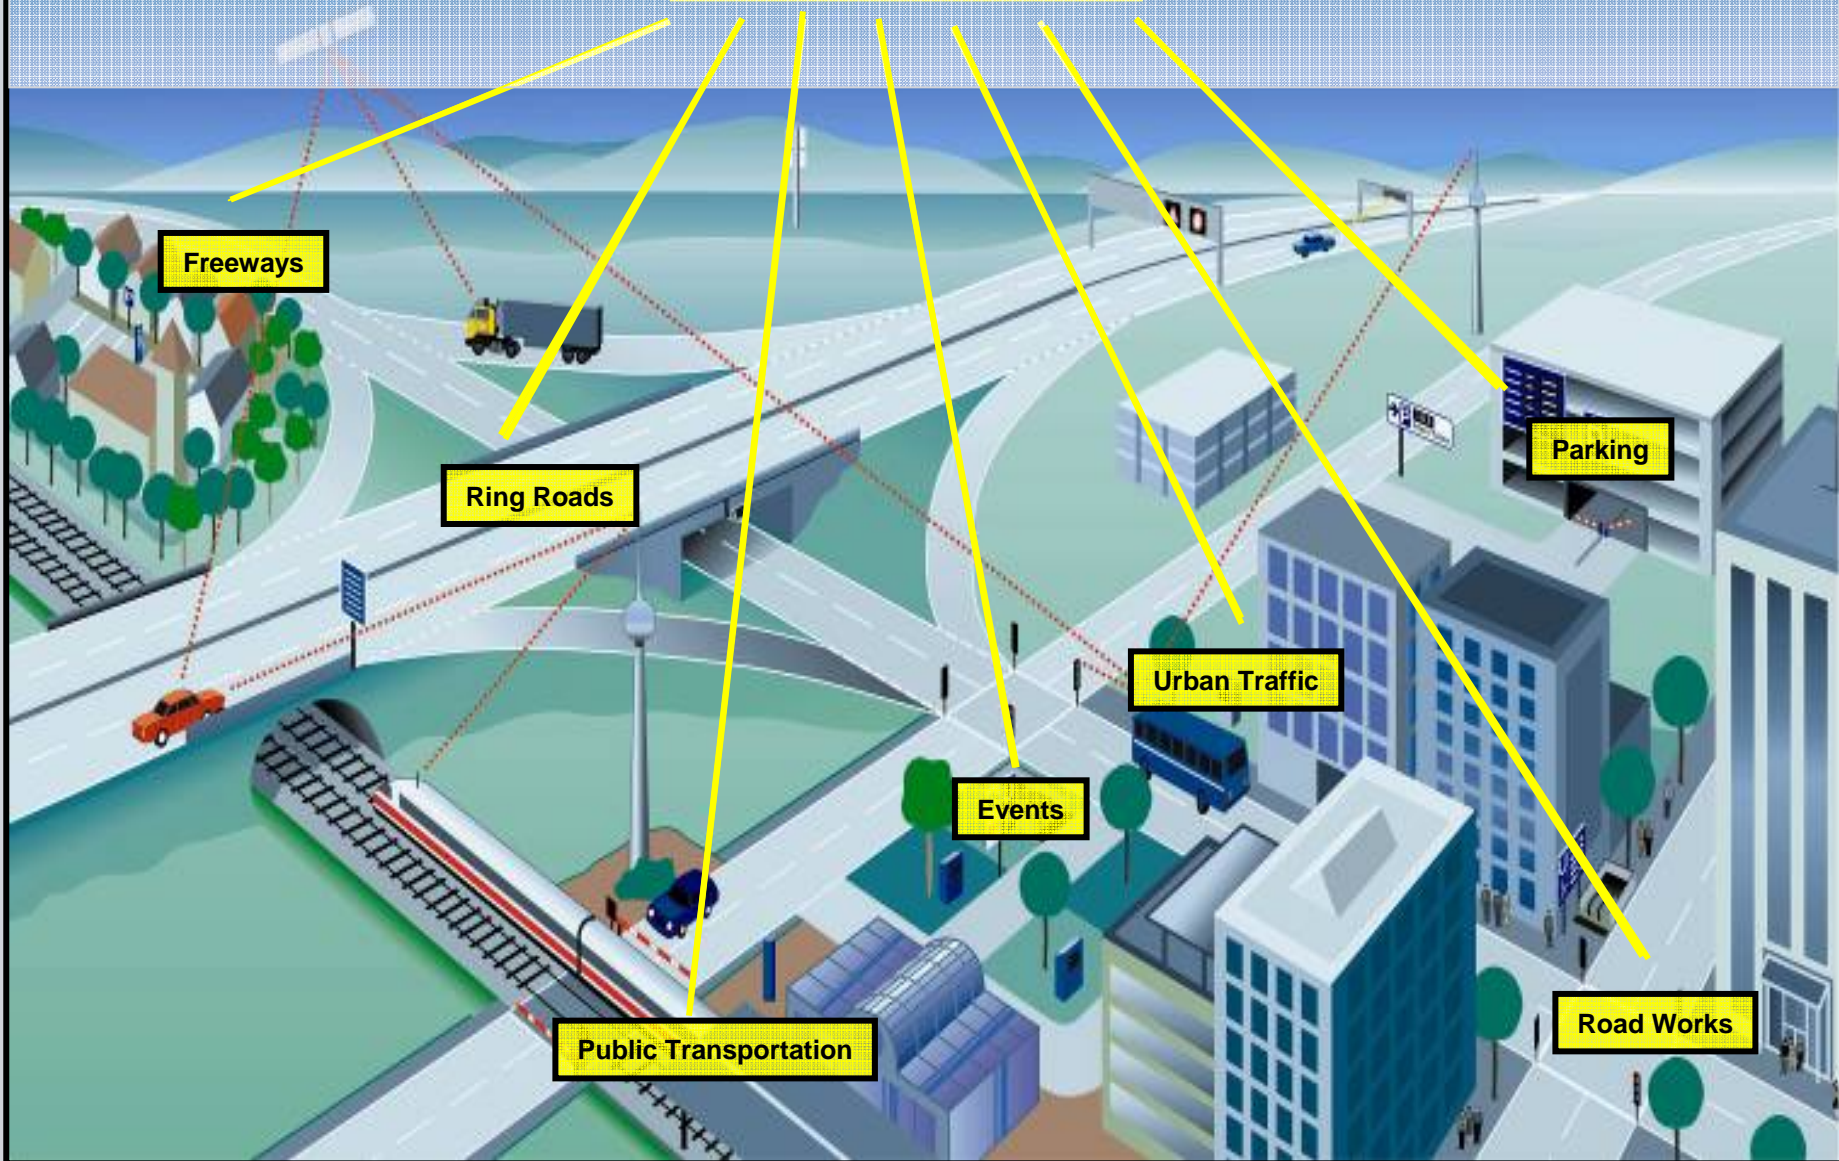 Freeways
Parking
Ring Roads
Urban Traffic
Events
Road Works
Public Transportation